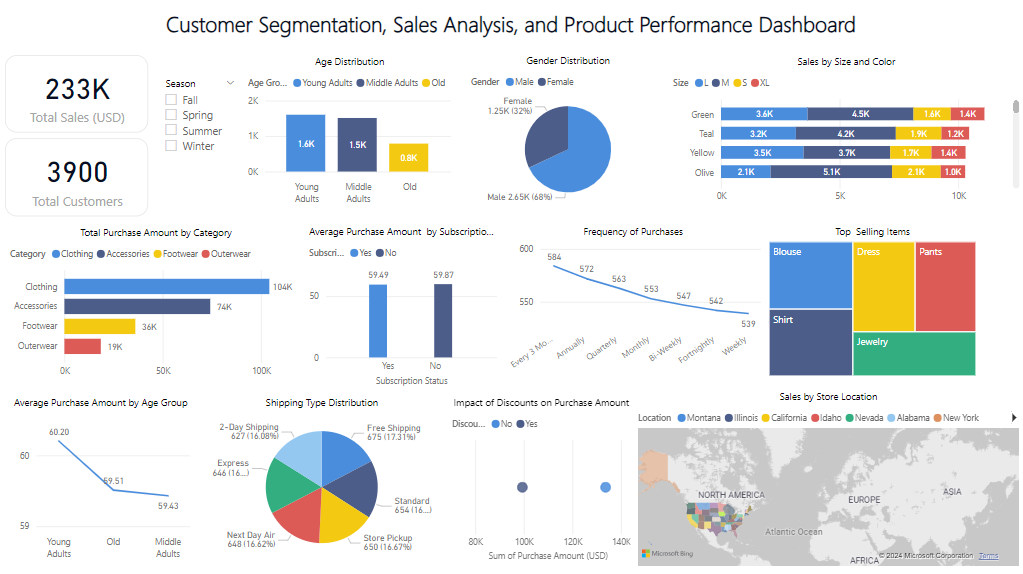 Customer Segmentation, Sales Analysis, and Product Performance Dashboard
233K
Total Sales (USD)
3900
Total Customers
Season
Fall
Spring
Summer
Winter
Age Distribution
Age Gro... Young Adults Middle Adults Old
2K
1K
0K
1.6K
1.5K
0.8K
Young Adults
Middle Adults
Old
Gender Distribution
Gender Male Female
Female
1.25K (32%)
Male 2.65K (68%)
Sales by Size and Color
Size L M S XL
Green 3.6K 4.5K 1.6K 1.4K
Teal 3.2K 4.2K 1.9K 1.2K
Yellow 3.5K 3.7K 1.7K 1.4K
Olive 2.1K 5.1K 2.1K 1.0K
0K 5K 10K
Total Purchase Amount by Category
Category Clothing Accessories Footwear Outerwear
Clothing 104K
Accessories 74K
Footwear 36K
Outerwear 19K
0K 50K 100K
Average Purchase Amount by Subscriptio...
Subscri... Yes No
50
0
59.49
59.87
Yes No
Subscription Status
Frequency of Purchases
600
550
584
572
563
553
547
542
539
Every 3 Mo...
Annually
Quarterly
Monthly
Bi-Weekly
Fortnightly
Weekly
Top Selling Items
Blouse
Dress
Pants
Shirt
Jewelry
Average Purchase Amount by Age Group
60.20
60
59.51
59.43
59
Young Adults
Old
Middle Adults
Shipping Type Distribution
2-Day Shipping
627 (16.08%)
Free Shipping
675 (17.31%)
Express
646 (16...)
Standard
654 (16...)
Next Day Air
648 (16.62%)
Store Pickup
650 (16.67%)
Impact of Discounts on Purchase Amount
Discou... No Yes
80K 100K 120K 140K
Sum of Purchase Amount (USD)
Sales by Store Location
Location Montana Illinois California Idaho Nevada Alabama New York
NORTH AMERICA
EUROPE
ASIA
Atlantic Ocean
AFRICA
Microsoft Bing
© 2024 Microsoft Corporation Terms